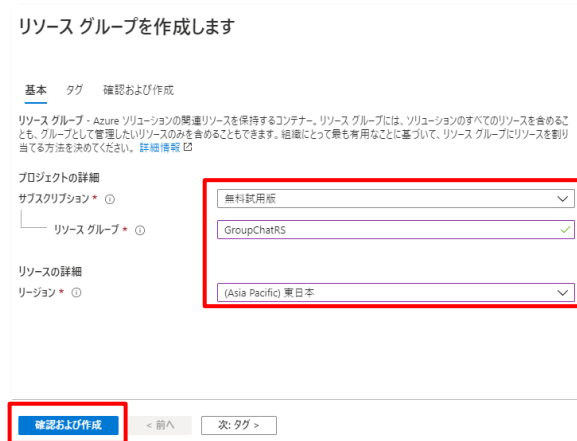 リソース グループを作成します
基本 タグ 確認および作成
リソース グループ - Azure ソリューションの関連リソースを保持するコンテナー。リソース グループには、ソリューションのすべてのリソースを含めるこ
とも、グループとして管理したいリソースのみを含めることもできます。組織にとって最も有用なことに基づいて、リソース グループにリソースを割り
当てる方法を決めてください。 詳細情報
プロジェクトの詳細
サブスクリプション * 無料試用版
リソース グループ * GroupChatRS
リソースの詳細
リージョン * (Asia Pacific) 東日本
確認および作成 < 前へ 次: タグ >